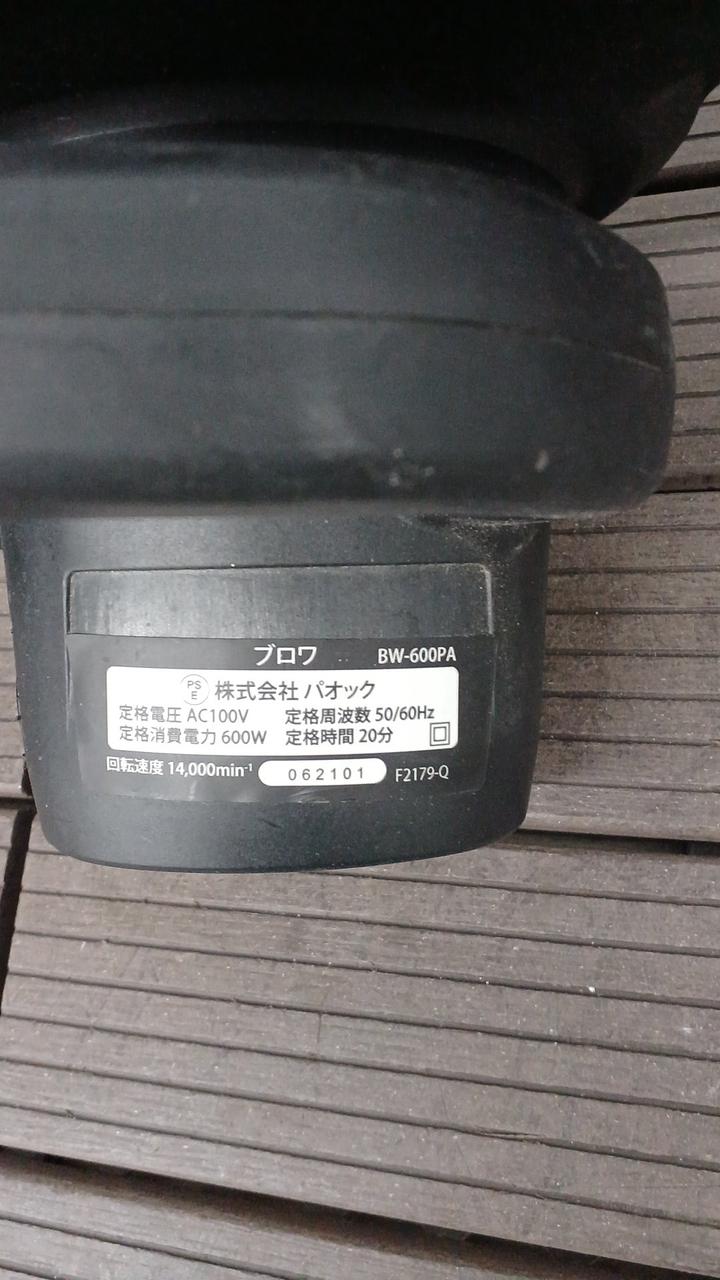 ブロワ BW-600PA
PSE 株式会社 パオック
定格電圧 AC100V 定格周波数 50/60Hz
定格消費電力 600W 定格時間 20分
回転速度 14,000min⁻¹ 062101 F2179-Q